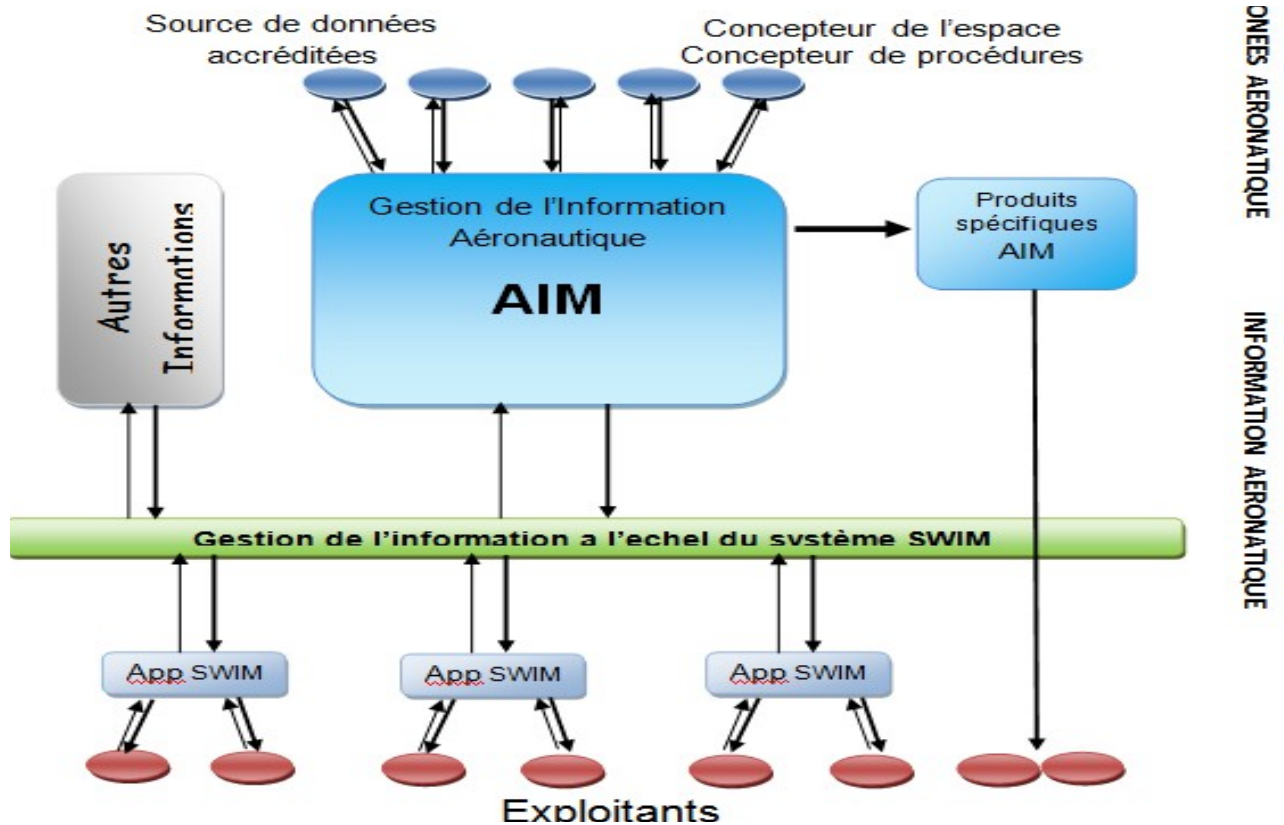 Source de données
accréditées
Concepteur de l'espace
Concepteur de procédures
ONEES AERONATIQUE
Gestion de l'Information
Aéronautique
AIM
Produits
spécifiques
AIM
Autres
Informations
INFORMATION AERONATIQUE
Gestion de l'information a l'echel du système SWIM
App SWIM
App SWIM
App SWIM
Exploitants